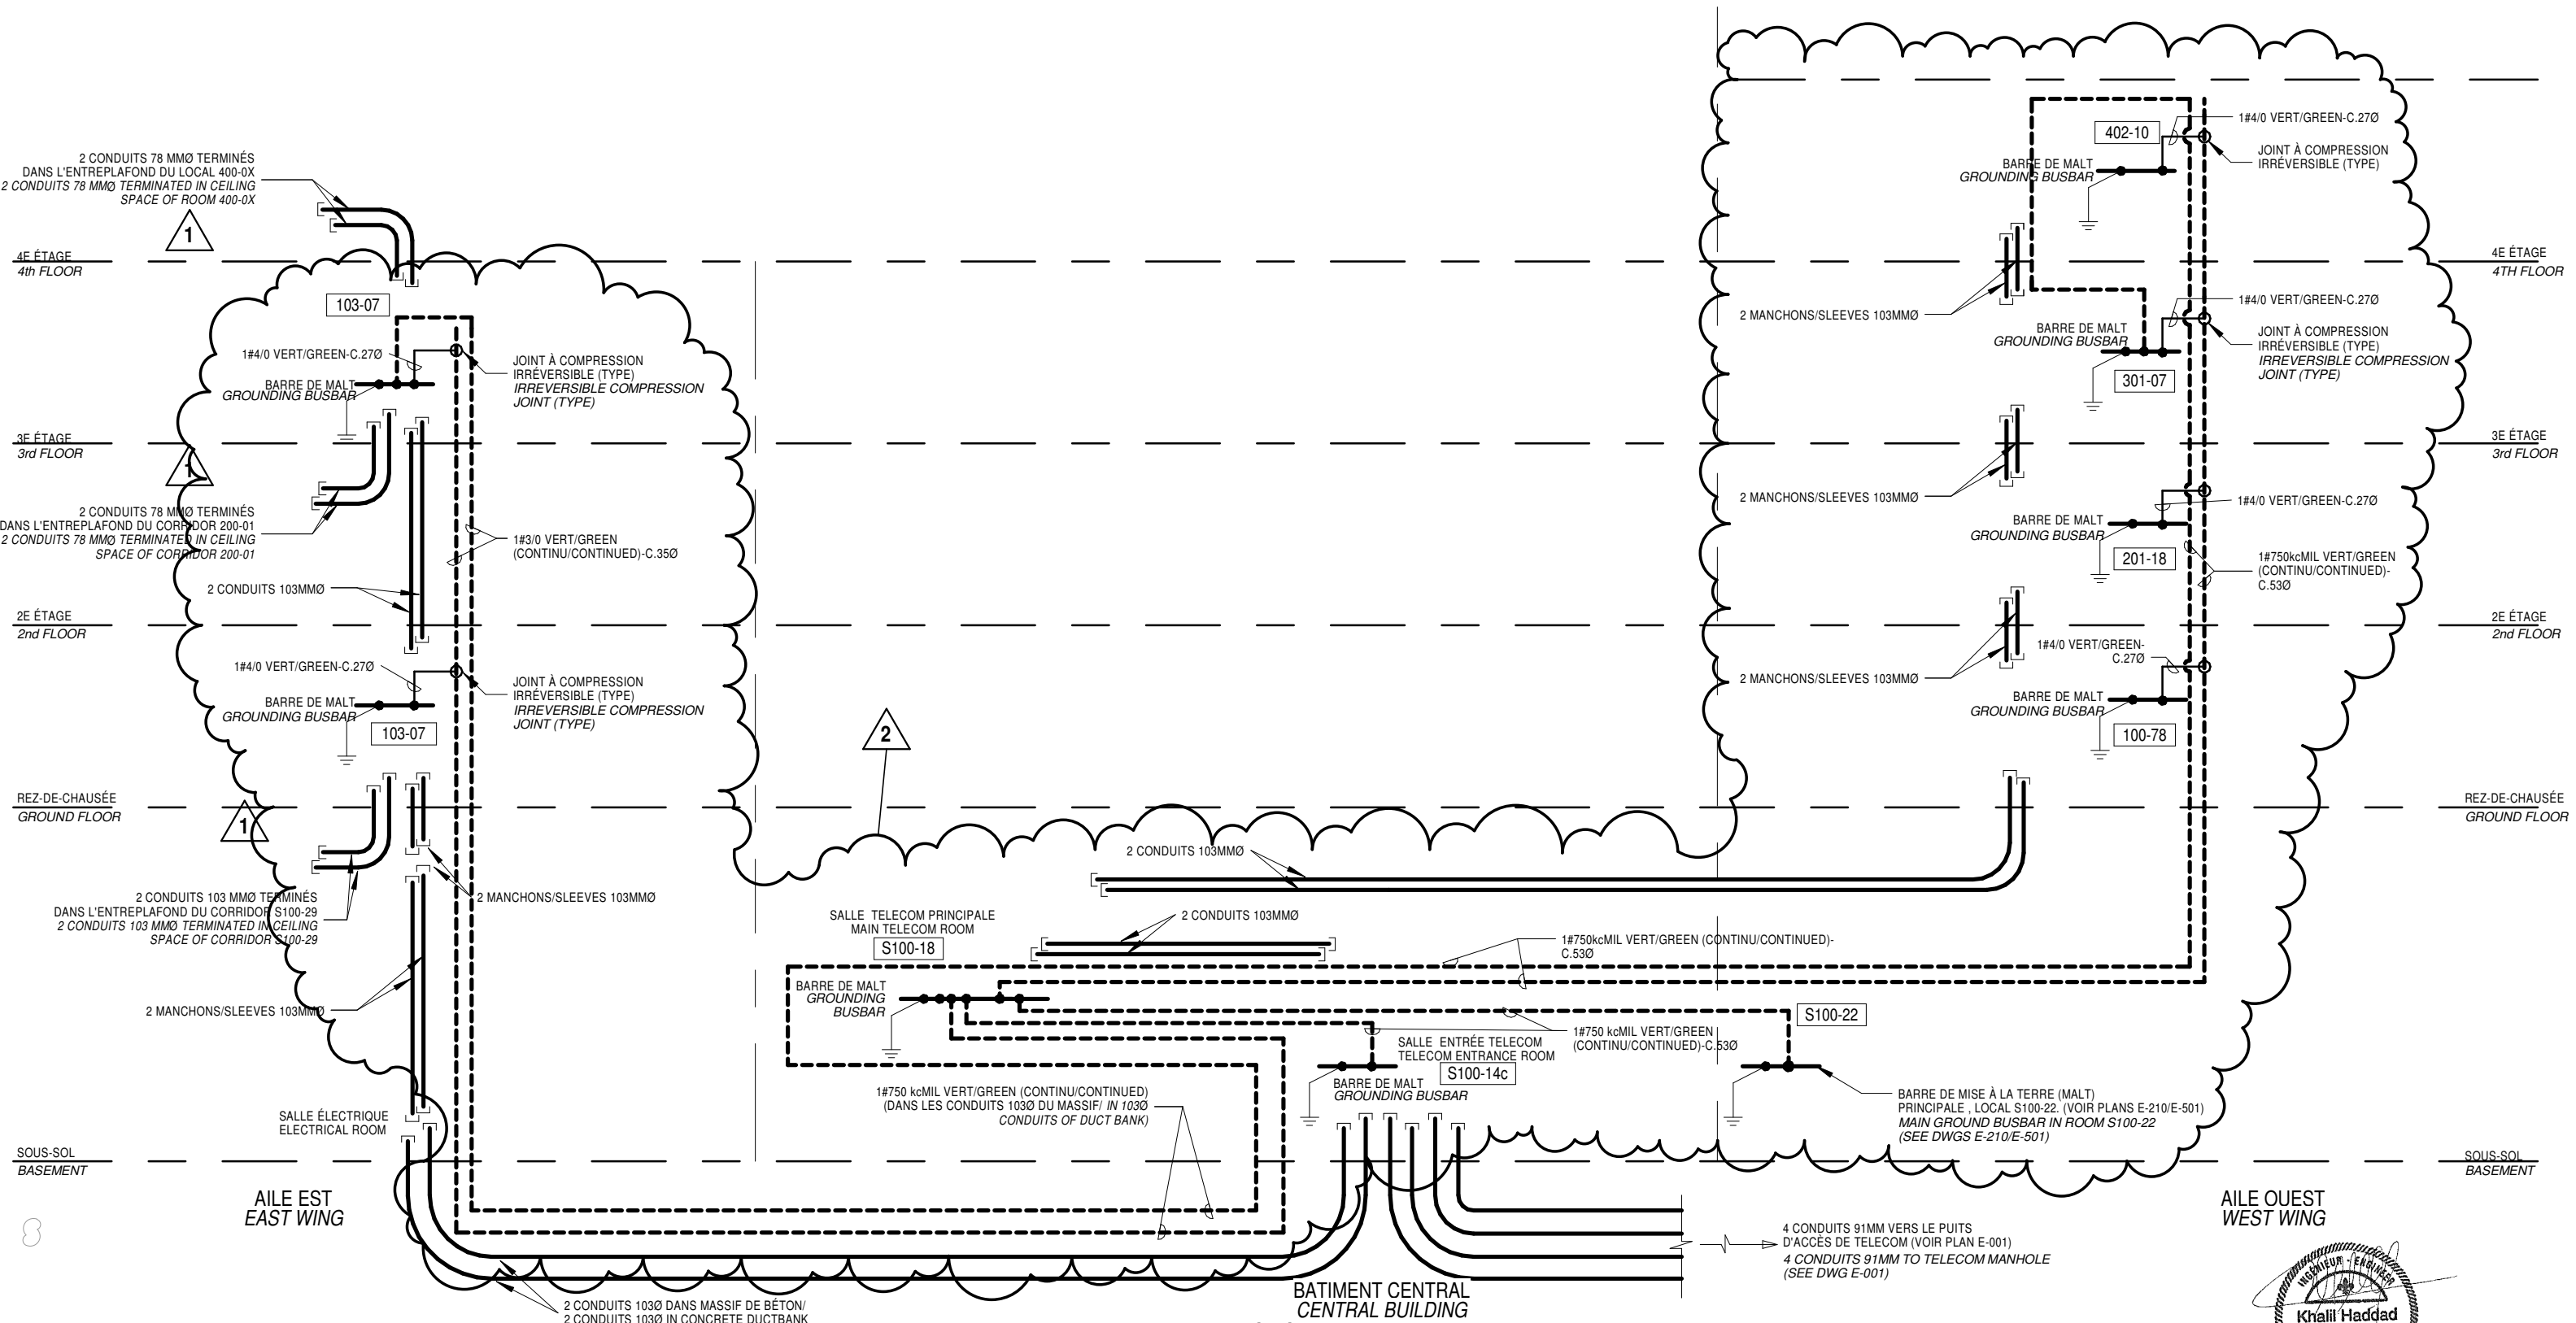 2 CONDUITS 78 MMØ TERMINÉS
DANS L'ENTREPLAFOND DU LOCAL 400-0X
2 CONDUITS 78 MMØ TERMINATED IN CEILING
SPACE OF ROOM 400-0X
1
4E ÉTAGE
4th FLOOR
103-07
1#4/0 VERT/GREEN-C.27Ø
BARRE DE MALT
GROUNDING BUSBAR
JOINT À COMPRESSION
IRRÉVERSIBLE (TYPE)
IRREVERSIBLE COMPRESSION
JOINT (TYPE)
3E ÉTAGE
3rd FLOOR
1
2 CONDUITS 78 MMØ TERMINÉS
DANS L'ENTREPLAFOND DU CORRIDOR 200-01
2 CONDUITS 78 MMØ TERMINATED IN CEILING
SPACE OF CORRIDOR 200-01
1#3/0 VERT/GREEN
(CONTINU/CONTINUED)-C.35Ø
2 CONDUITS 103MMØ
2E ÉTAGE
2nd FLOOR
1#4/0 VERT/GREEN-C.27Ø
BARRE DE MALT
GROUNDING BUSBAR
103-07
JOINT À COMPRESSION
IRRÉVERSIBLE (TYPE)
IRREVERSIBLE COMPRESSION
JOINT (TYPE)
REZ-DE-CHAUSÉE
GROUND FLOOR
1
2 CONDUITS 103 MMØ TERMINÉS
DANS L'ENTREPLAFOND DU CORRIDOR S100-29
2 CONDUITS 103 MMØ TERMINATED IN CEILING
SPACE OF CORRIDOR S100-29
2 MANCHONS/SLEEVES 103MMØ
2 MANCHONS/SLEEVES 103MMØ
SALLE ÉLECTRIQUE
ELECTRICAL ROOM
SOUS-SOL
BASEMENT
AILE EST
EAST WING
2 CONDUITS 103Ø DANS MASSIF DE BÉTON/
2 CONDUITS 103Ø IN CONCRETE DUCTBANK
2
2 CONDUITS 103MMØ
SALLE TELECOM PRINCIPALE
MAIN TELECOM ROOM
S100-18
2 CONDUITS 103MMØ
1#750kcMIL VERT/GREEN (CONTINU/CONTINUED)-
C.53Ø
BARRE DE MALT
GROUNDING
BUSBAR
S100-22
1#750 kcMIL VERT/GREEN
(CONTINU/CONTINUED)-C.53Ø
SALLE ENTRÉE TELECOM
TELECOM ENTRANCE ROOM
S100-14c
BARRE DE MALT
GROUNDING BUSBAR
1#750 kcMIL VERT/GREEN (CONTINU/CONTINUED)
(DANS LES CONDUITS 103Ø DU MASSIF/ IN 103Ø
CONDUITS OF DUCT BANK)
BARRE DE MISE À LA TERRE (MALT)
PRINCIPALE , LOCAL S100-22. (VOIR PLANS E-210/E-501)
MAIN GROUND BUSBAR IN ROOM S100-22
(SEE DWGS E-210/E-501)
4 CONDUITS 91MM VERS LE PUITS
D'ACCÈS DE TELECOM (VOIR PLAN E-001)
4 CONDUITS 91MM TO TELECOM MANHOLE
(SEE DWG E-001)
BATIMENT CENTRAL
CENTRAL BUILDING
402-10
1#4/0 VERT/GREEN-C.27Ø
JOINT À COMPRESSION
IRRÉVERSIBLE (TYPE)
BARRE DE MALT
GROUNDING BUSBAR
4E ÉTAGE
4TH FLOOR
2 MANCHONS/SLEEVES 103MMØ
1#4/0 VERT/GREEN-C.27Ø
BARRE DE MALT
GROUNDING BUSBAR
JOINT À COMPRESSION
IRRÉVERSIBLE (TYPE)
IRREVERSIBLE COMPRESSION
JOINT (TYPE)
301-07
3E ÉTAGE
3rd FLOOR
2 MANCHONS/SLEEVES 103MMØ
1#4/0 VERT/GREEN-C.27Ø
BARRE DE MALT
GROUNDING BUSBAR
201-18
1#750kcMIL VERT/GREEN
(CONTINU/CONTINUED)-
C.53Ø
2E ÉTAGE
2nd FLOOR
1#4/0 VERT/GREEN-
C.27Ø
2 MANCHONS/SLEEVES 103MMØ
BARRE DE MALT
GROUNDING BUSBAR
100-78
REZ-DE-CHAUSÉE
GROUND FLOOR
SOUS-SOL
BASEMENT
AILE OUEST
WEST WING
INGÉNIEUR - ENGINEER
Khalil Haddad